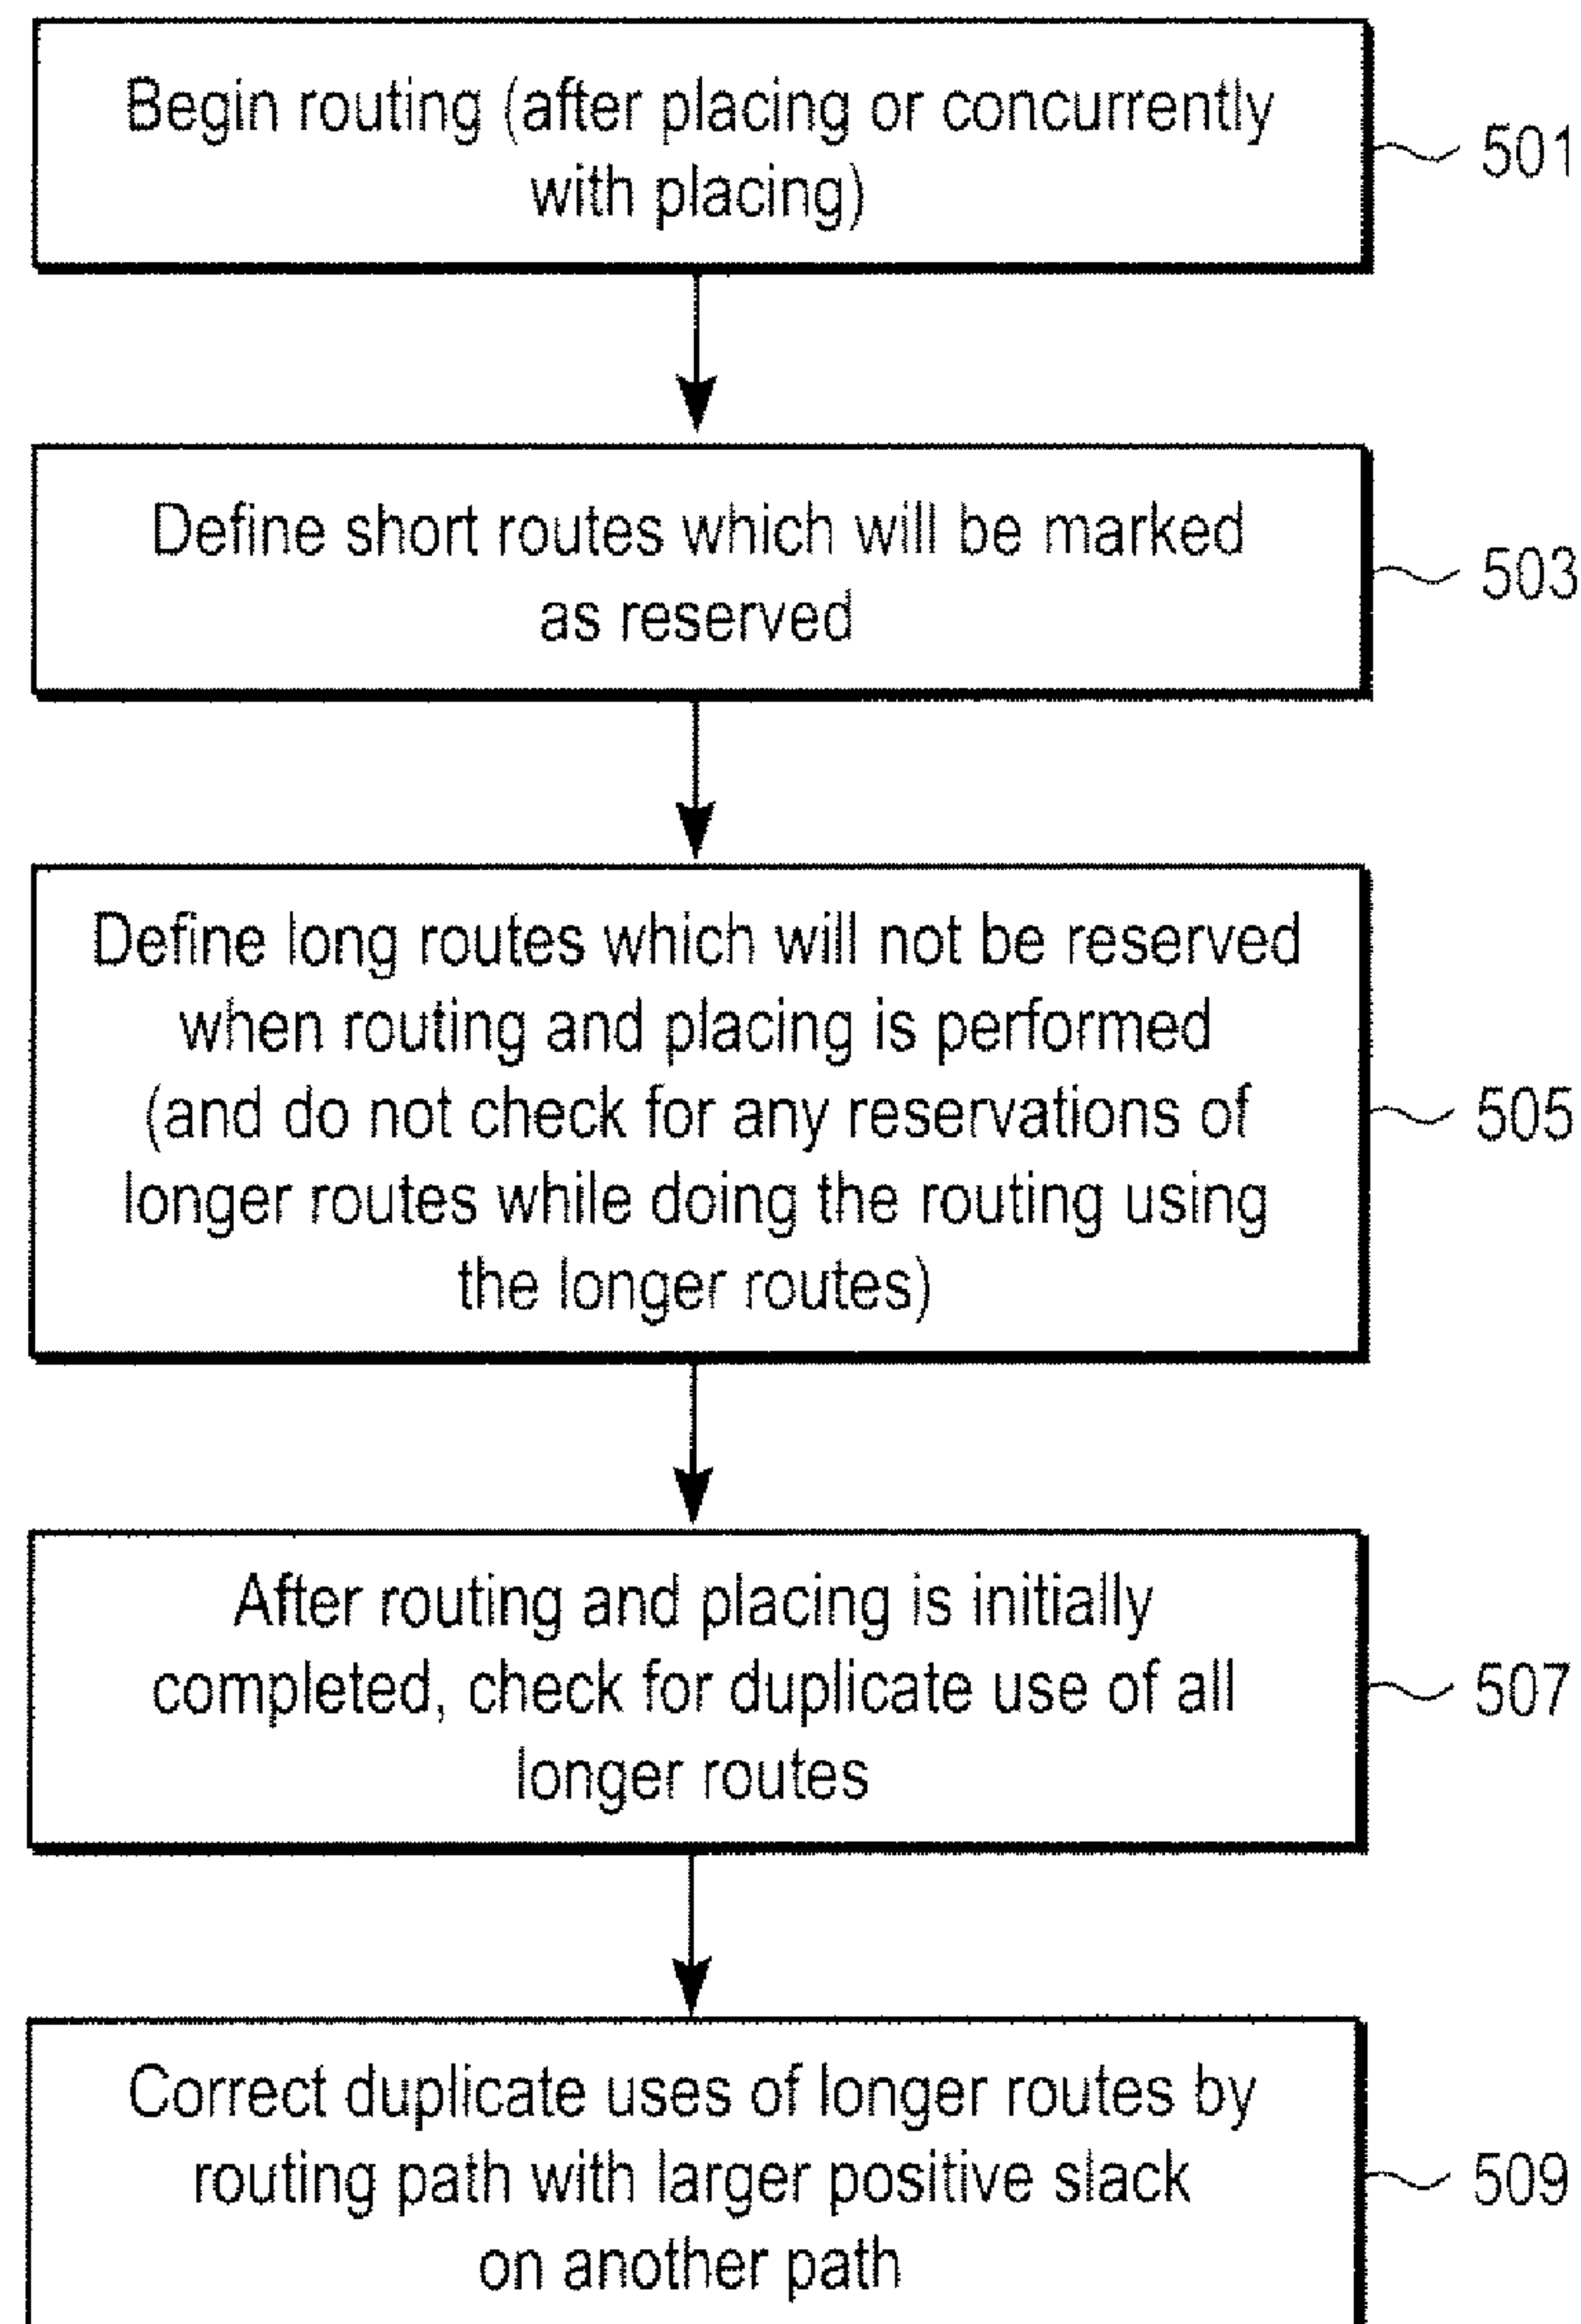 Begin routing (after placing or concurrently
with placing)
501
Define short routes which will be marked
as reserved
503
Define long routes which will not be reserved
when routing and placing is performed
(and do not check for any reservations of
longer routes while doing the routing using
the longer routes)
505
After routing and placing is initially
completed, check for duplicate use of all
longer routes
507
Correct duplicate uses of longer routes by
routing path with larger positive slack
on another path
509